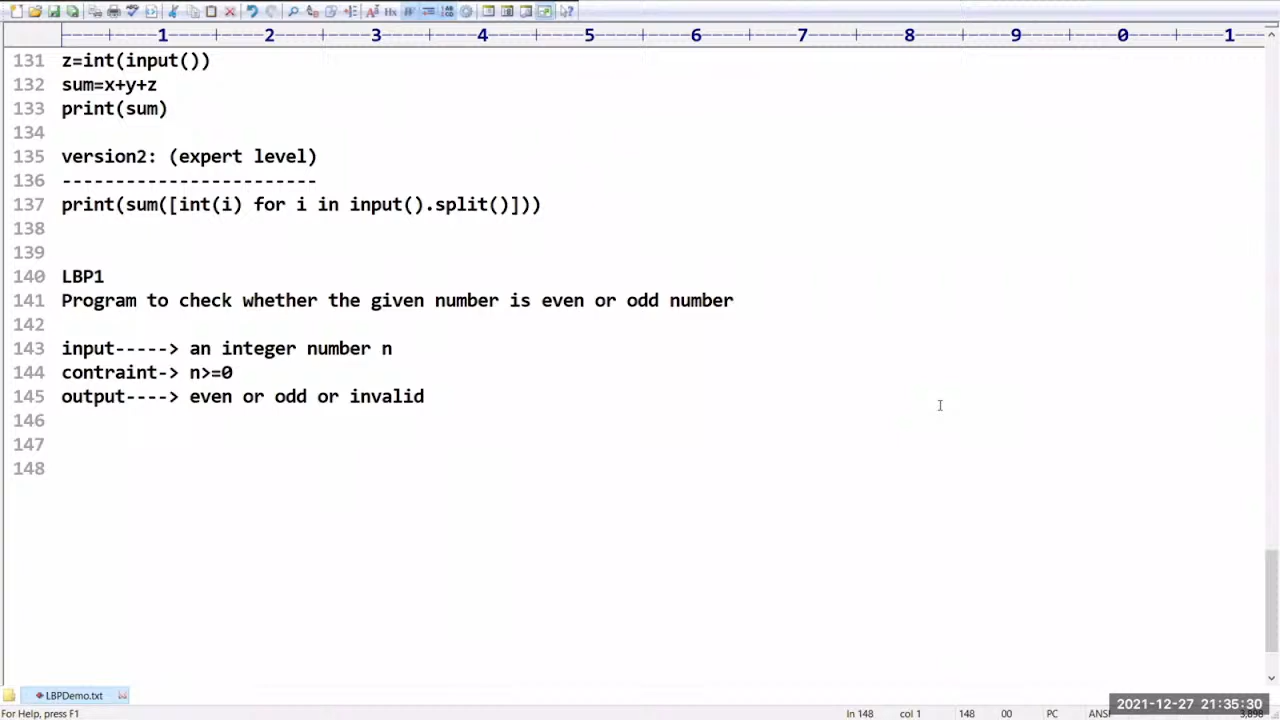 -----1-----2-----3-----4-----5-----6-----7-----8-----9-----0-----1--
131 z=int(input())
132 sum=x+y+z
133 print(sum)
134
135 version2: (expert level)
136 ------------------------
137 print(sum([int(i) for i in input().split()]))
138
139
140 LBP1
141 Program to check whether the given number is even or odd number
142
143 input-----> an integer number n
144 contraint-> n>=0
145 output----> even or odd or invalid
146
147
148
LBPDemo.txt
2021-12-27 21:35:30
For Help, press F1 ln 148 col 1 148 00 PC ANSI